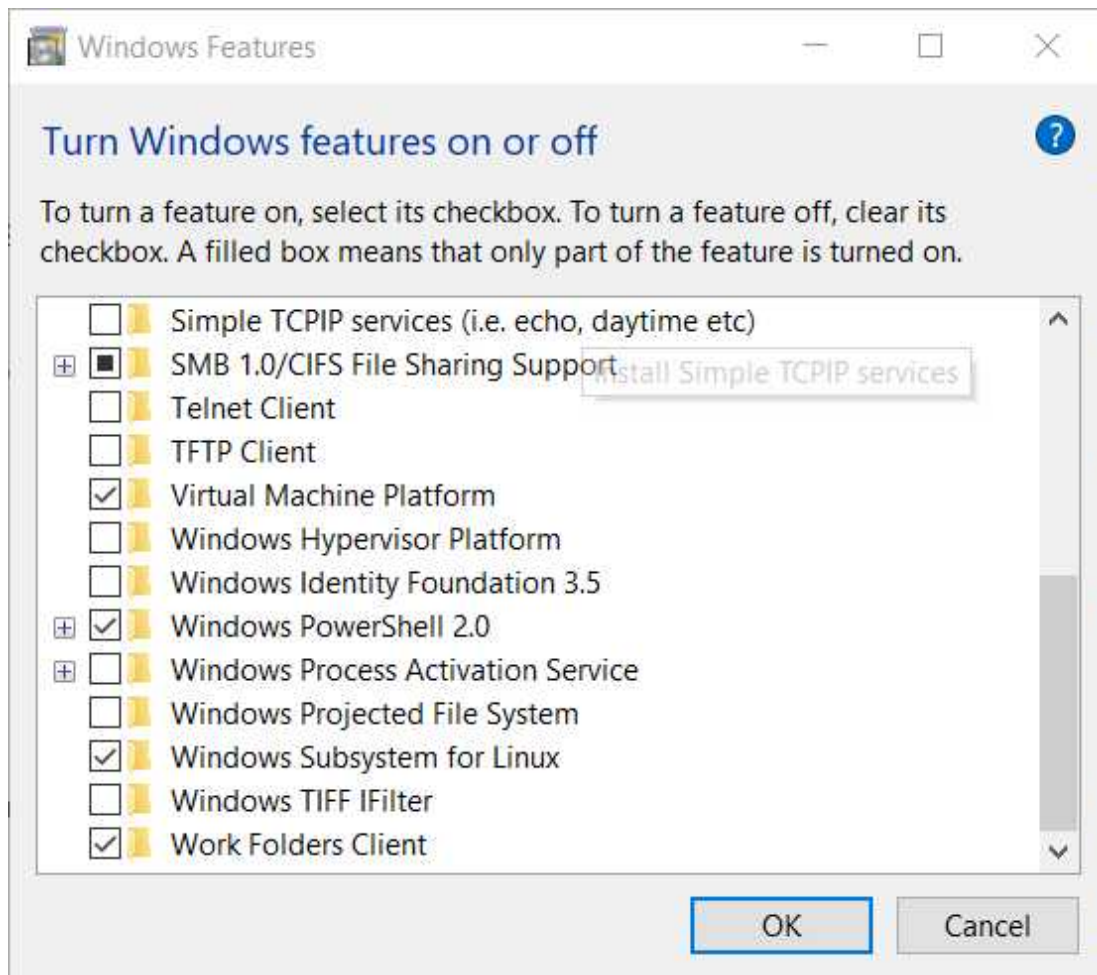 Windows Features
Turn Windows features on or off
?
To turn a feature on, select its checkbox. To turn a feature off, clear its
checkbox. A filled box means that only part of the feature is turned on.
Simple TCPIP services (i.e. echo, daytime etc)
SMB 1.0/CIFS File Sharing Support
Install Simple TCPIP services
Telnet Client
TFTP Client
Virtual Machine Platform
Windows Hypervisor Platform
Windows Identity Foundation 3.5
Windows PowerShell 2.0
Windows Process Activation Service
Windows Projected File System
Windows Subsystem for Linux
Windows TIFF IFilter
Work Folders Client
OK Cancel